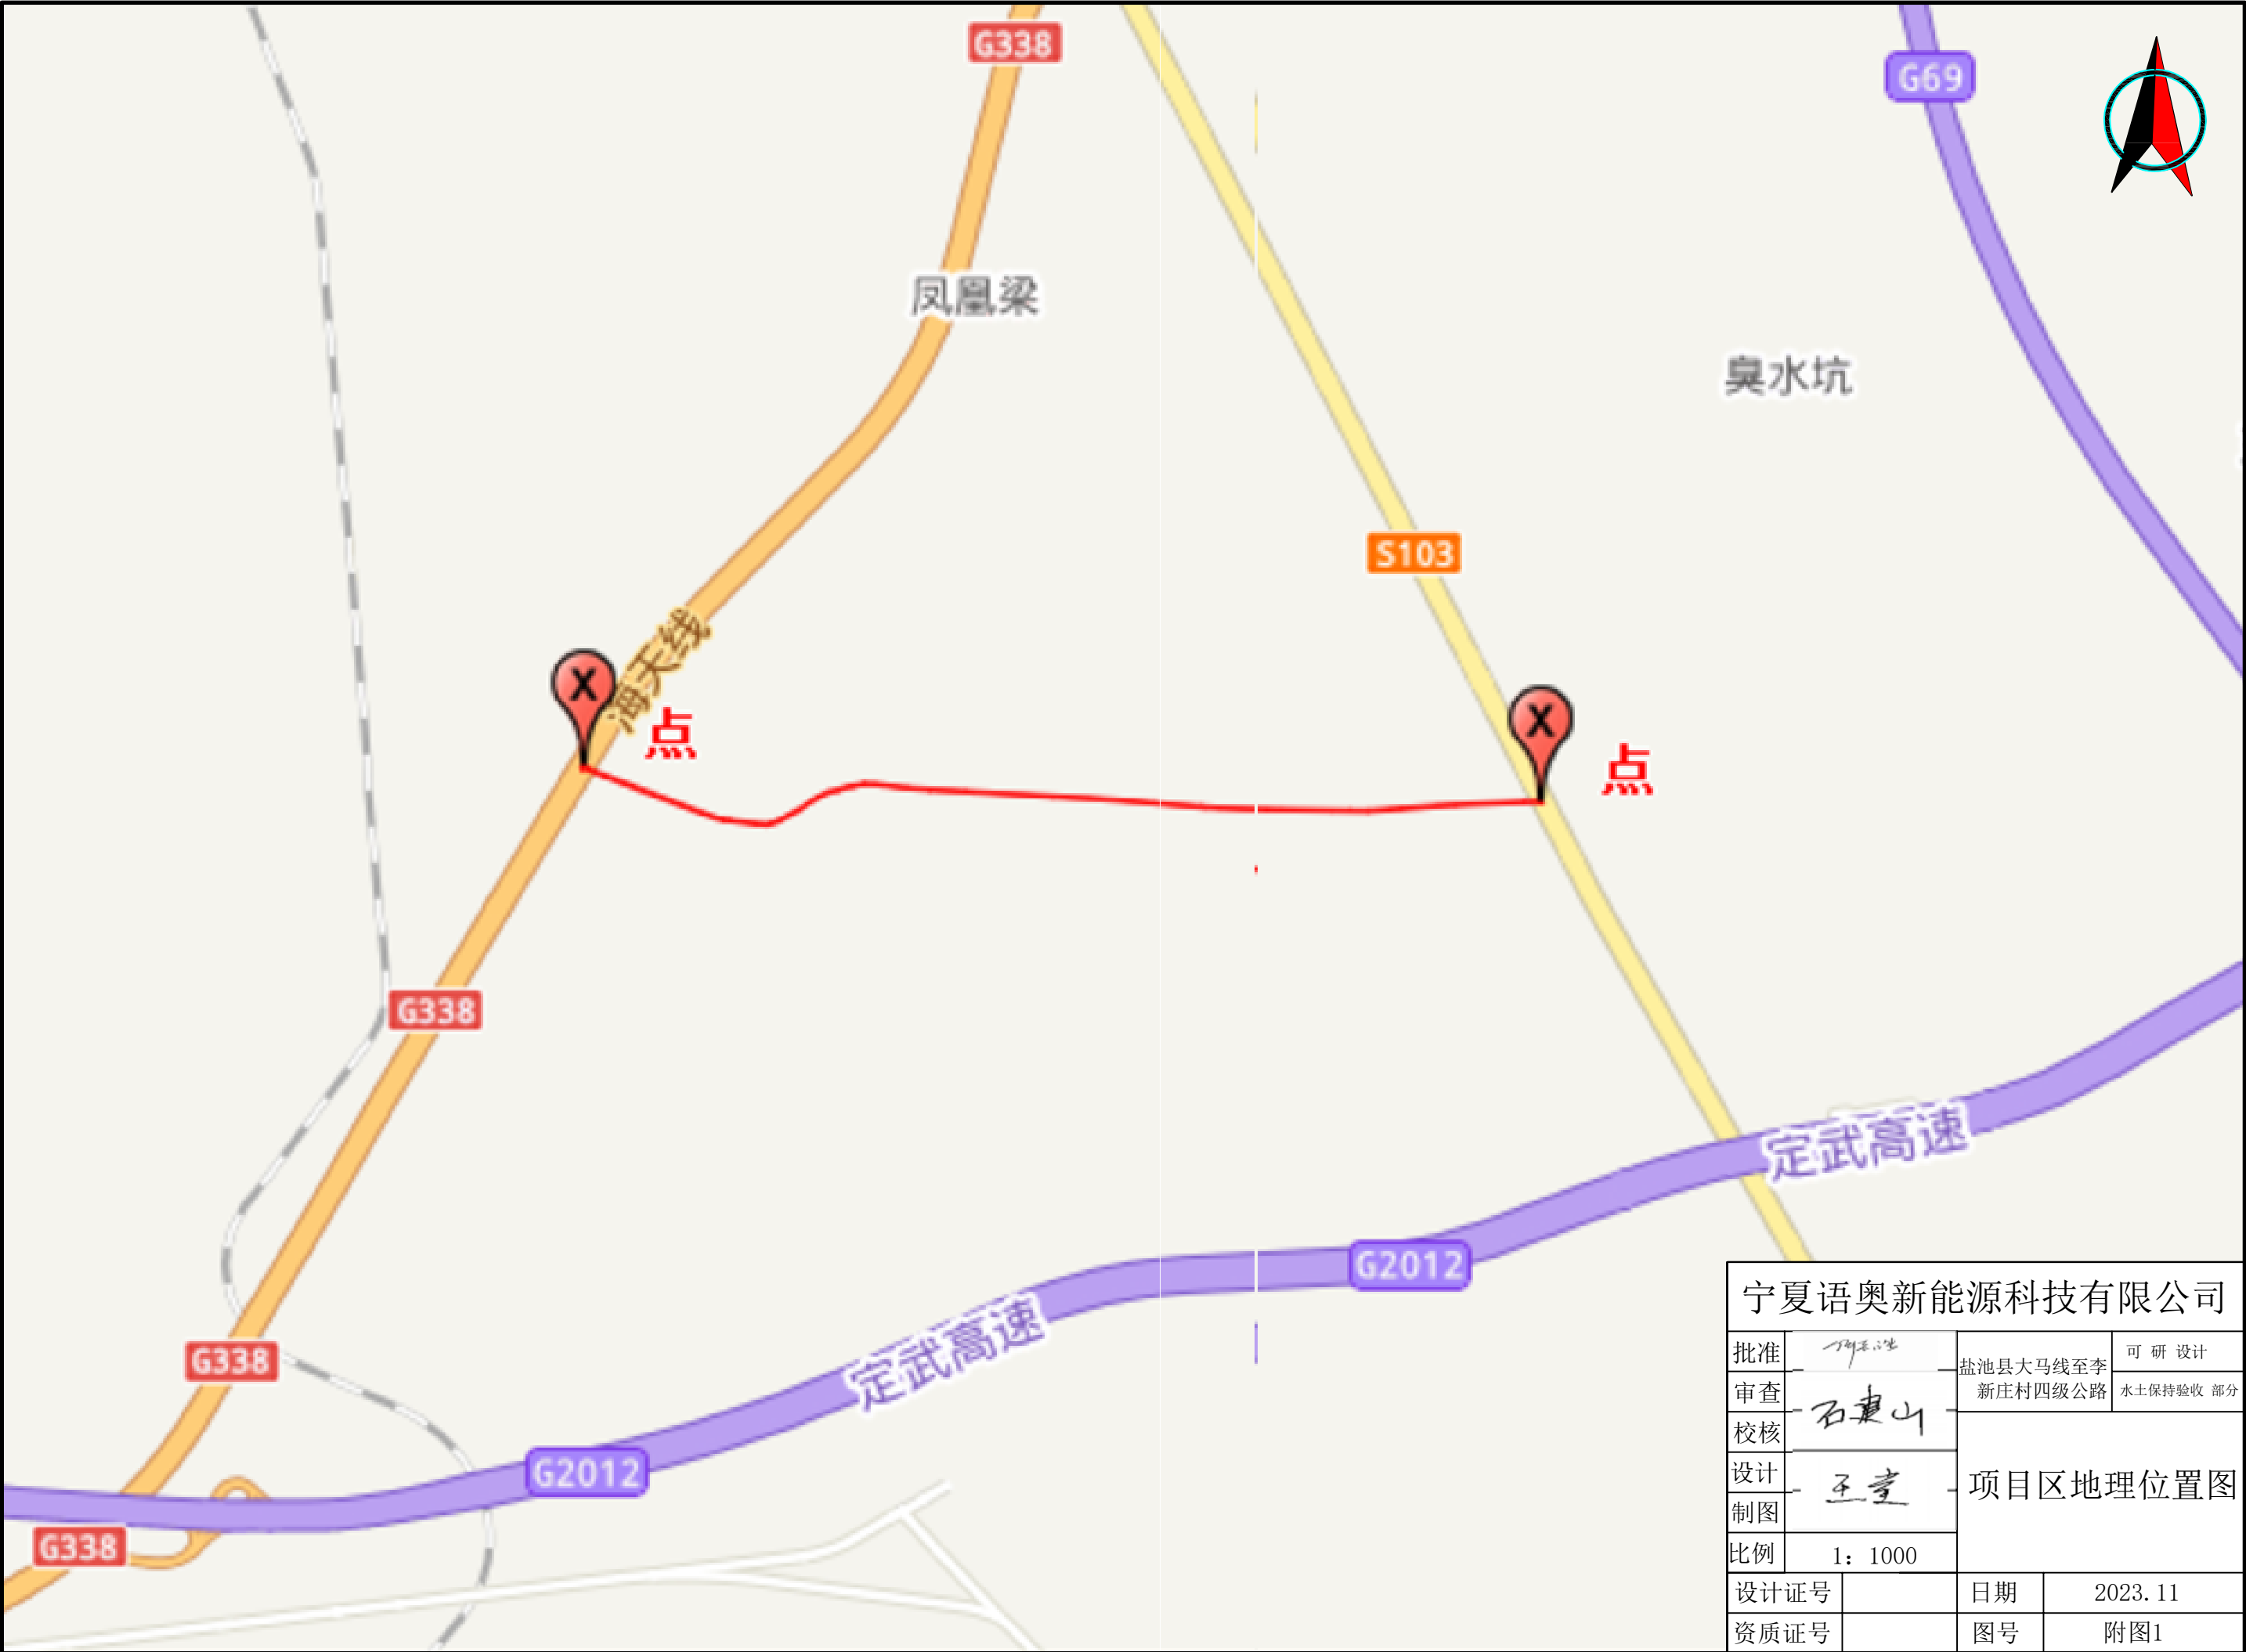 G338
G69
凤凰梁
臭水坑
S103
海天线
X
点
X
点
G338
定武高速
G2012
定武高速
G338
G2012
G338
宁夏语奥新能源科技有限公司
批准
审查
石建山
校核
设计
制图
比例
1: 1000
盐池县大马线至李
新庄村四级公路
可 研 设计
水土保持验收 部分
项目区地理位置图
设计证号
日期
2023.11
资质证号
图号
附图1